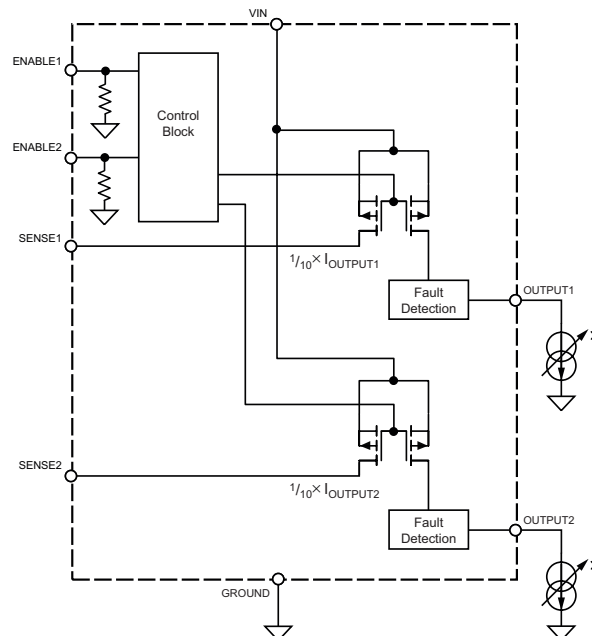 VIN
ENABLE1
Control
Block
ENABLE2
SENSE1
1/10× IOUTPUT1
Fault
Detection
OUTPUT1
SENSE2
1/10× IOUTPUT2
Fault
Detection
OUTPUT2
GROUND